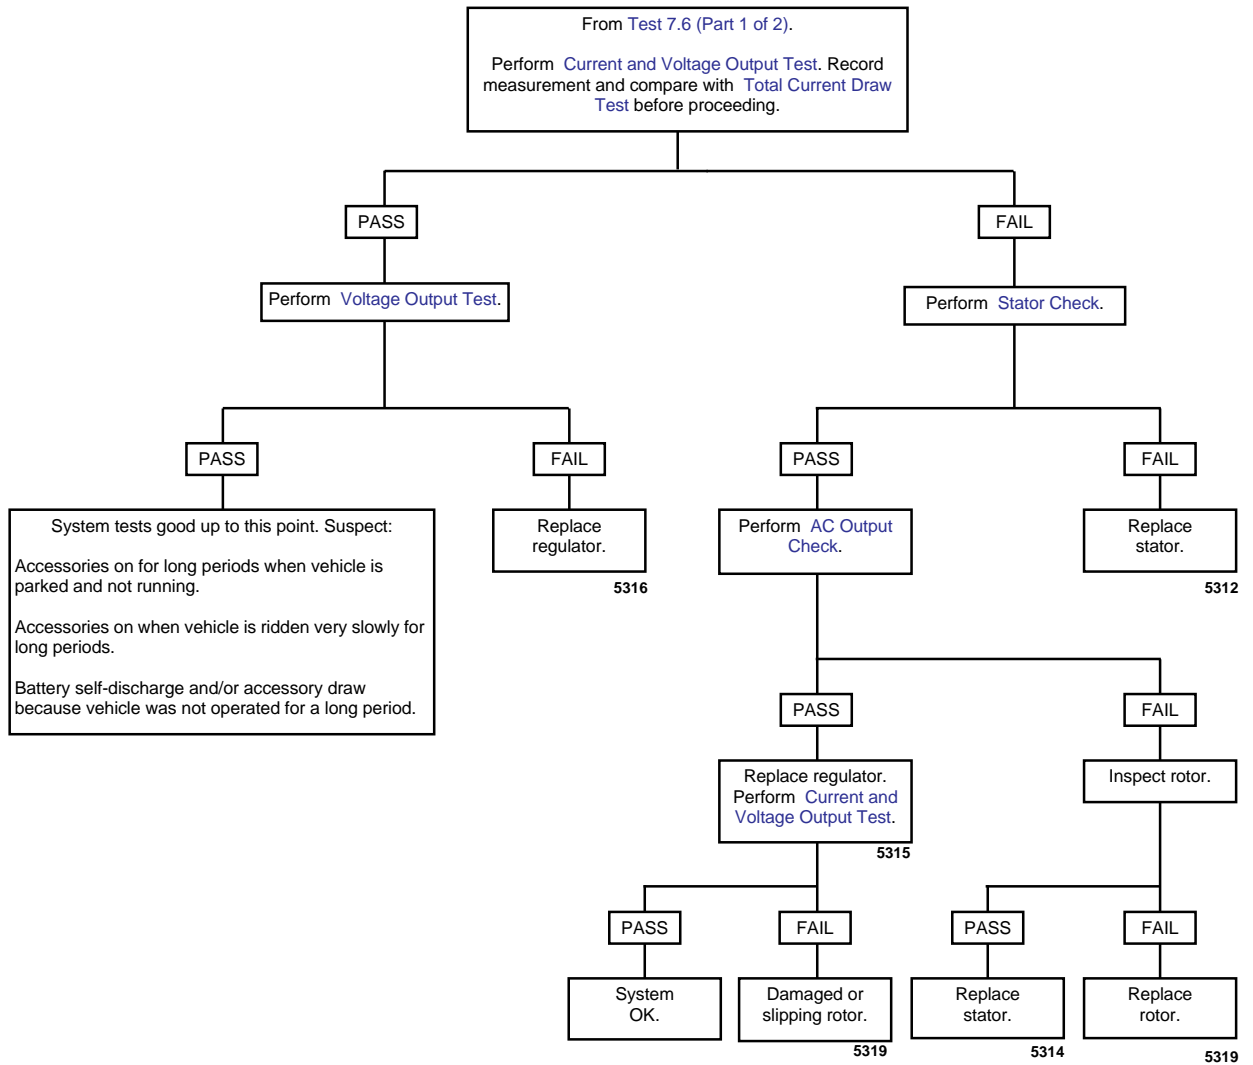 From Test 7.6 (Part 1 of 2).
Perform Current and Voltage Output Test. Record
measurement and compare with Total Current Draw
Test before proceeding.
PASS
FAIL
Perform Voltage Output Test.
Perform Stator Check.
PASS
FAIL
PASS
FAIL
System tests good up to this point. Suspect:
Accessories on for long periods when vehicle is
parked and not running.
Accessories on when vehicle is ridden very slowly for
long periods.
Battery self-discharge and/or accessory draw
because vehicle was not operated for a long period.
Replace
regulator.
5316
Perform AC Output
Check.
Replace
stator.
5312
PASS
FAIL
Replace regulator.
Perform Current and
Voltage Output Test.
5315
Inspect rotor.
PASS
FAIL
PASS
FAIL
System
OK.
Damaged or
slipping rotor.
5319
Replace
stator.
5314
Replace
rotor.
5319